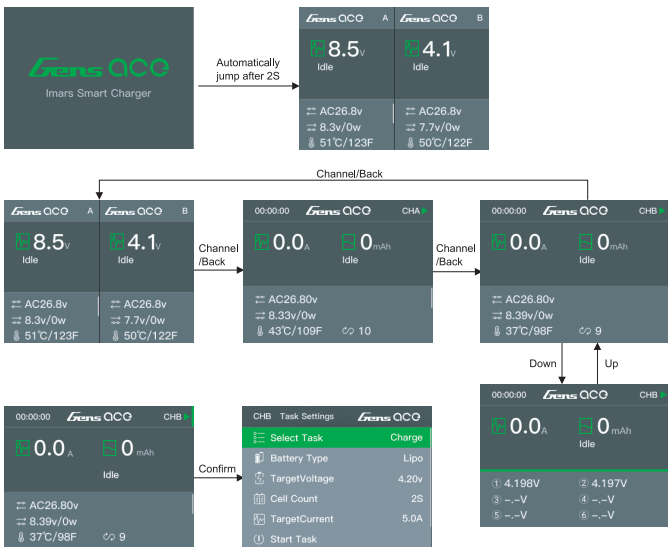 Gens ace
Imars Smart Charger
Automatically
jump after 2S
Gens ace A
8.5v
Idle
AC26.8v
8.3v/0w
51℃/123F
Gens ace B
4.1v
Idle
AC26.8v
7.7v/0w
50℃/122F
Channel/Back
Gens ace A
8.5v
Idle
AC26.8v
8.3v/0w
51℃/123F
Gens ace B
4.1v
Idle
AC26.8v
7.7v/0w
50℃/122F
Channel
/Back
00:00:00 Gens ace CHA
0.0A 0mAh
Idle
AC26.80v
8.33v/0w
43℃/109F 10
Channel
/Back
00:00:00 Gens ace CHB
0.0A 0mAh
Idle
AC26.80v
8.39v/0w
37℃/98F 9
Down Up
00:00:00 Gens ace CHB
0.0A 0mAh
Idle
① 4.198V ② 4.197V
③ –.–V ④ –.–V
⑤ –.–V ⑥ –.–V
00:00:00 Gens ace CHB
0.0A 0mAh
Idle
AC26.80v
8.39v/0w
37℃/98F 9
Confirm
CHB Task Settings Gens ace
Select Task Charge
Battery Type Lipo
TargetVoltage 4.20v
Cell Count 2S
TargetCurrent 5.0A
Start Task